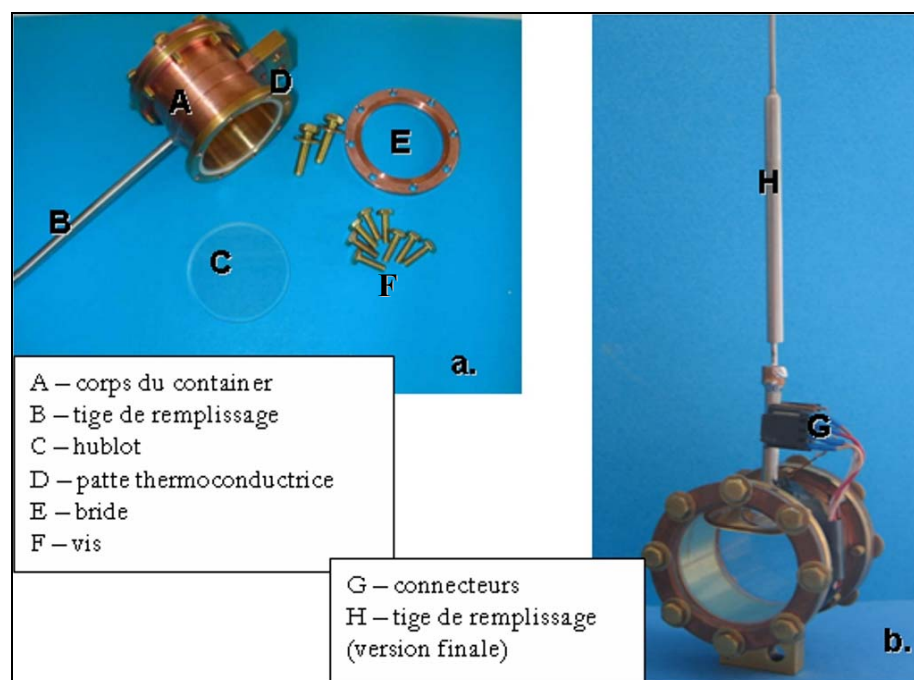 A
D
E
B
C
F
a.
A – corps du container
B – tige de remplissage
C – hublot
D – patte thermoconductrice
E – bride
F – vis
H
G
b.
G – connecteurs
H – tige de remplissage
(version finale)